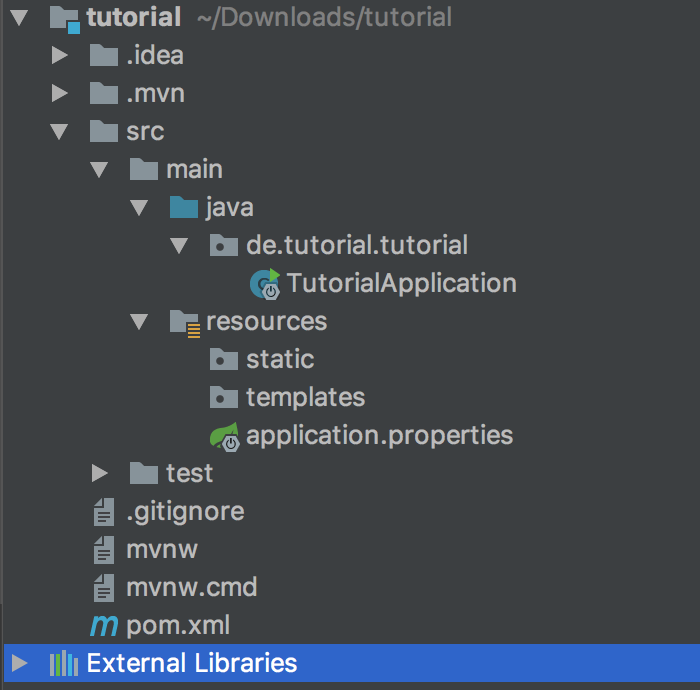 tutorial ~/Downloads/tutorial
.idea
.mvn
src
main
java
de.tutorial.tutorial
TutorialApplication
resources
static
templates
application.properties
test
.gitignore
mvnw
mvnw.cmd
pom.xml
External Libraries